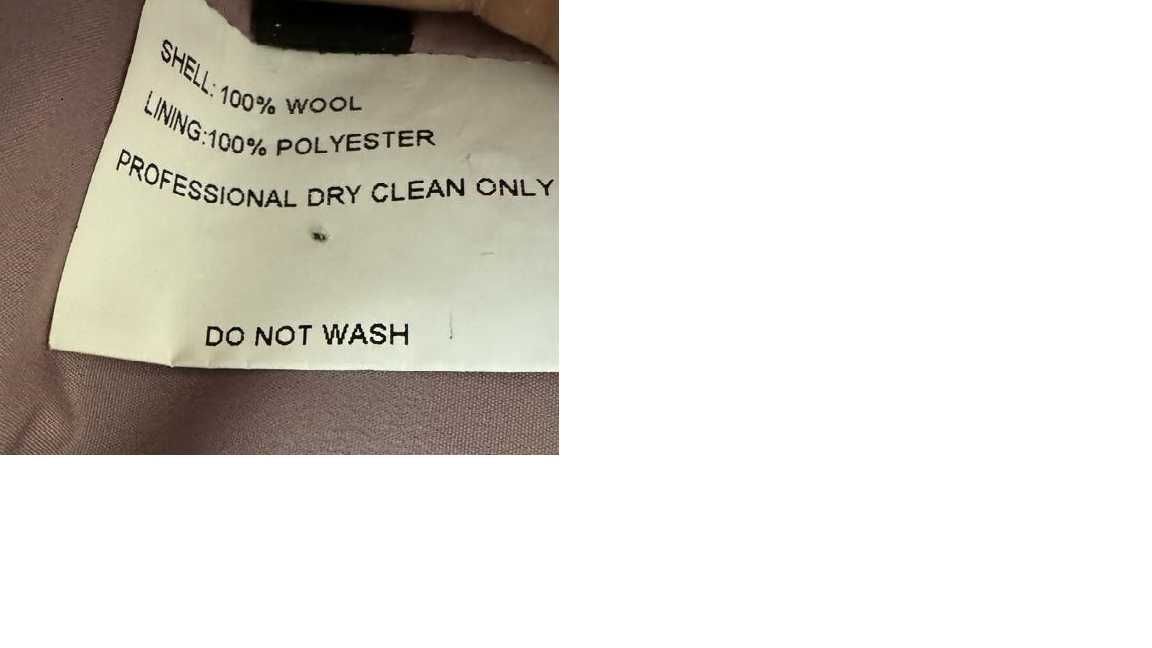 SHELL: 100% WOOL
LINING:100% POLYESTER
PROFESSIONAL DRY CLEAN ONLY
DO NOT WASH